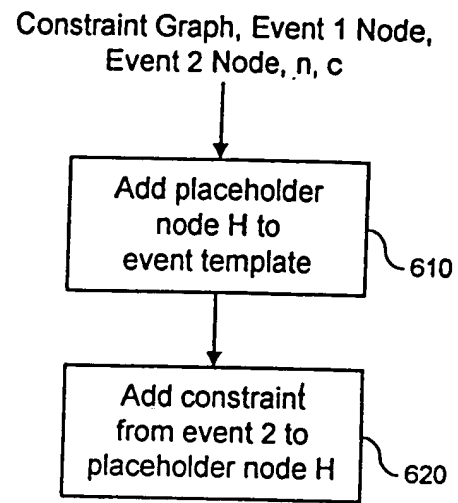 Constraint Graph, Event 1 Node,
Event 2 Node, n, c
Add placeholder
node H to
event template
610
Add constraint
from event 2 to
placeholder node H
620